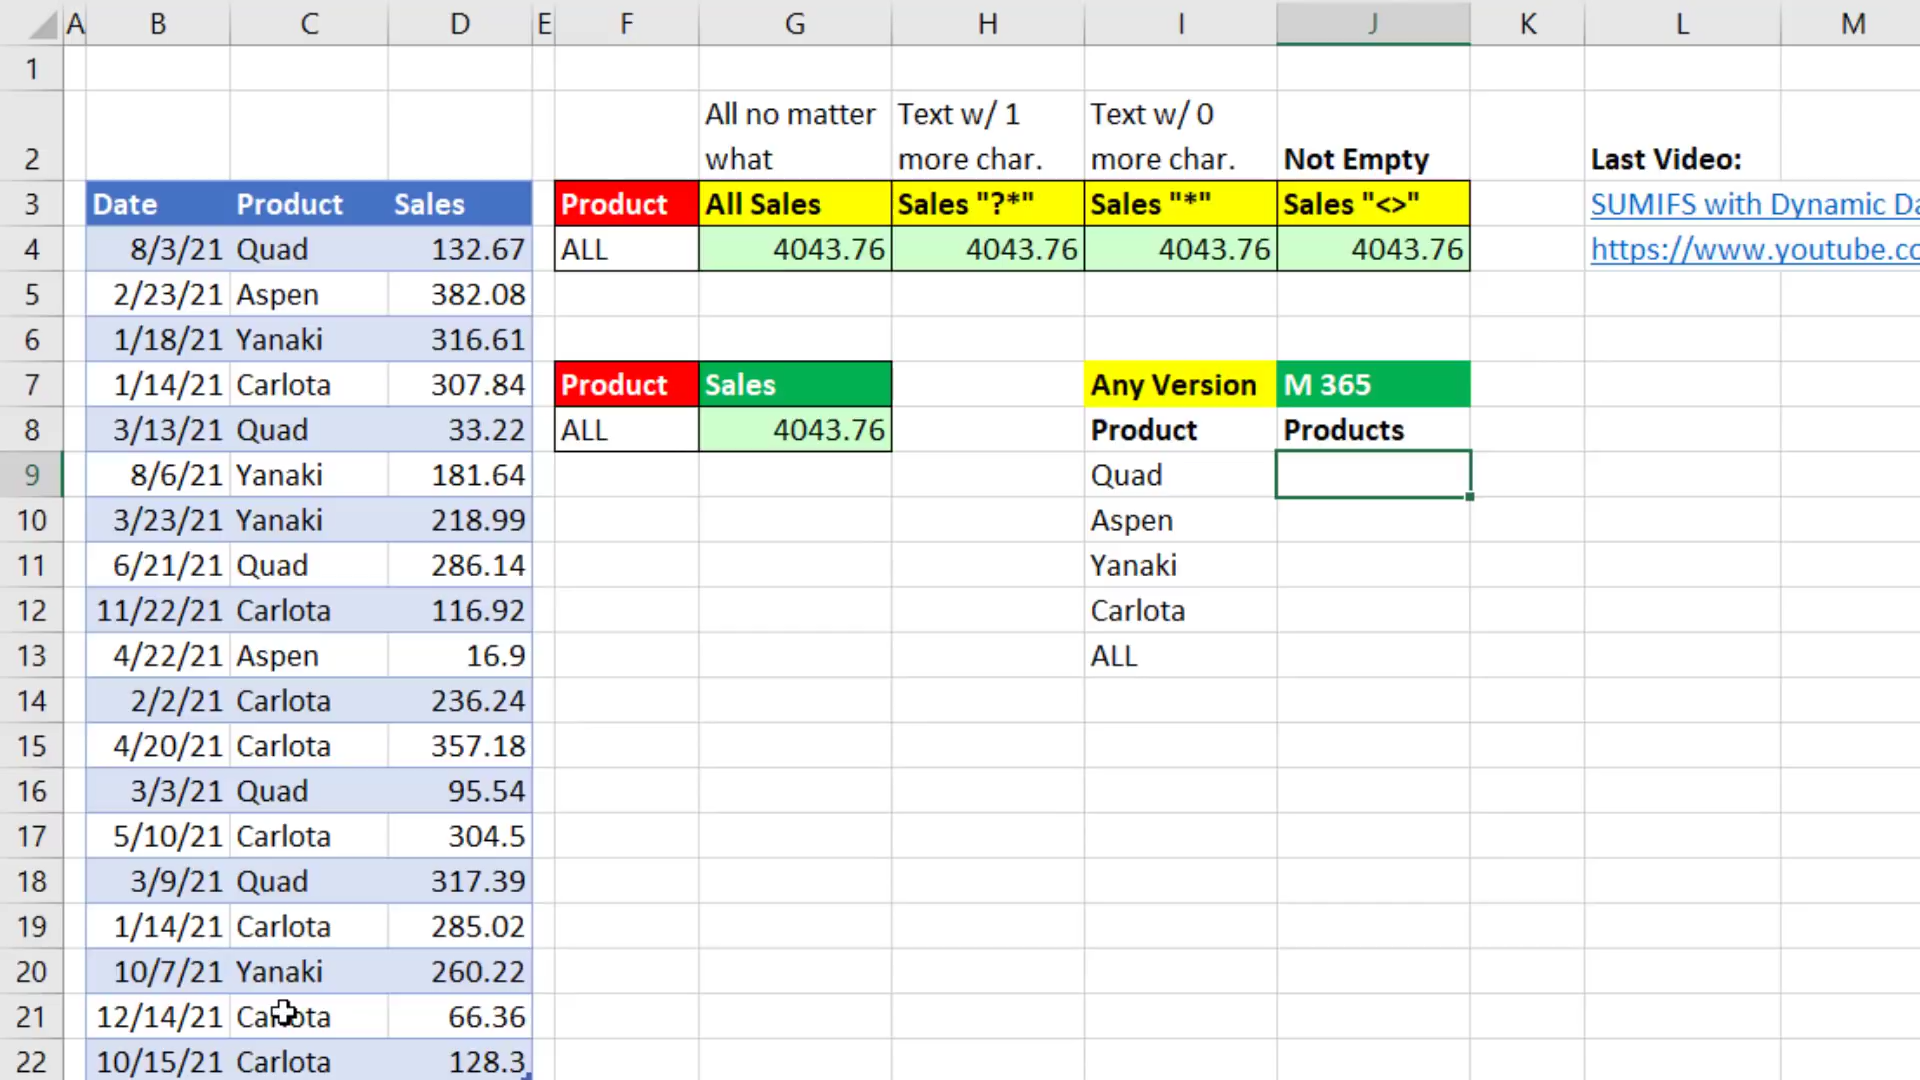 A B C D E F G H I J K L M
1
All no matter Text w/ 1 Text w/ 0
2 what more char. more char. Not Empty Last Video:
3 Date Product Sales Product All Sales Sales "?*" Sales "*" Sales "<>" SUMIFS with Dynamic Da
4 8/3/21 Quad 132.67 ALL 4043.76 4043.76 4043.76 4043.76 https://www.youtube.co
5 2/23/21 Aspen 382.08
6 1/18/21 Yanaki 316.61
7 1/14/21 Carlota 307.84 Product Sales Any Version M 365
8 3/13/21 Quad 33.22 ALL 4043.76 Product Products
9 8/6/21 Yanaki 181.64 Quad
10 3/23/21 Yanaki 218.99 Aspen
11 6/21/21 Quad 286.14 Yanaki
12 11/22/21 Carlota 116.92 Carlota
13 4/22/21 Aspen 16.9 ALL
14 2/2/21 Carlota 236.24
15 4/20/21 Carlota 357.18
16 3/3/21 Quad 95.54
17 5/10/21 Carlota 304.5
18 3/9/21 Quad 317.39
19 1/14/21 Carlota 285.02
20 10/7/21 Yanaki 260.22
21 12/14/21 Carlota 66.36
22 10/15/21 Carlota 128.3